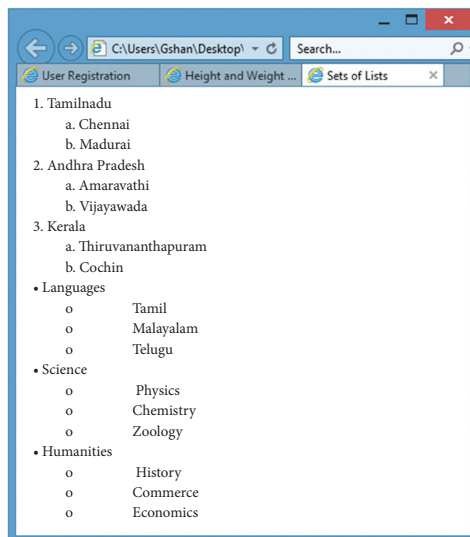 C:\Users\Gshan\Desktop\
Search...
User Registration
Height and Weight ...
Sets of Lists
1. Tamilnadu
a. Chennai
b. Madurai
2. Andhra Pradesh
a. Amaravathi
b. Vijayawada
3. Kerala
a. Thiruvananthapuram
b. Cochin
• Languages
o Tamil
o Malayalam
o Telugu
• Science
o Physics
o Chemistry
o Zoology
• Humanities
o History
o Commerce
o Economics